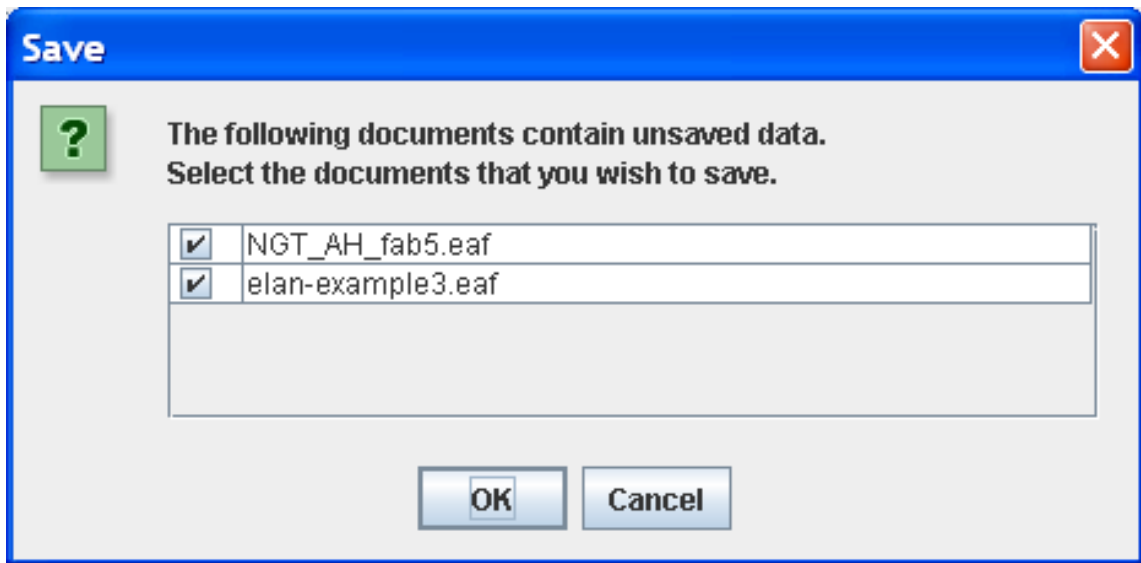 Save
The following documents contain unsaved data.
Select the documents that you wish to save.
NGT_AH_fab5.eaf
elan-example3.eaf
OK Cancel